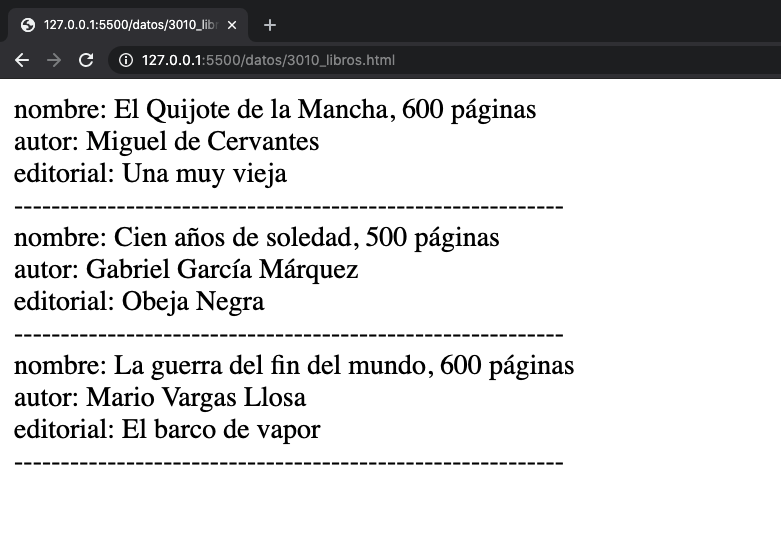 127.0.0.1:5500/datos/3010_libr
127.0.0.1:5500/datos/3010_libros.html
nombre: El Quijote de la Mancha, 600 páginas
autor: Miguel de Cervantes
editorial: Una muy vieja
-----------------------------------------------------------
nombre: Cien años de soledad, 500 páginas
autor: Gabriel García Márquez
editorial: Obeja Negra
-----------------------------------------------------------
nombre: La guerra del fin del mundo, 600 páginas
autor: Mario Vargas Llosa
editorial: El barco de vapor
-----------------------------------------------------------